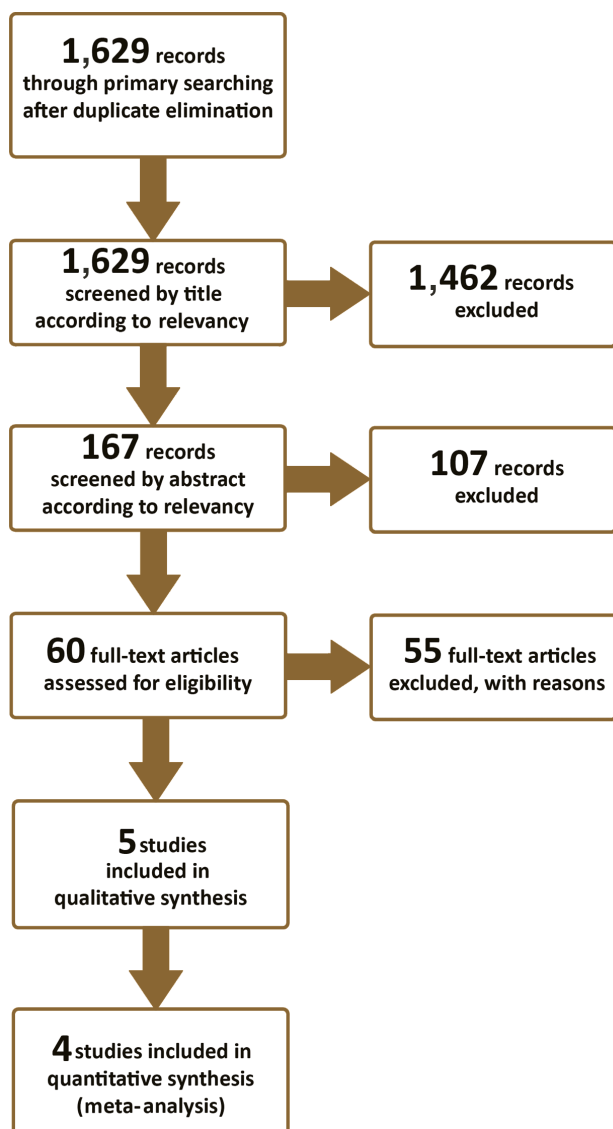 1,629 records
through primary searching
after duplicate elimination
1,629 records
screened by title
according to relevancy
1,462 records
excluded
167 records
screened by abstract
according to relevancy
107 records
excluded
60 full-text articles
assessed for eligibility
55 full-text articles
excluded, with reasons
5 studies
included in
qualitative synthesis
4 studies included in
quantitative synthesis
(meta-analysis)